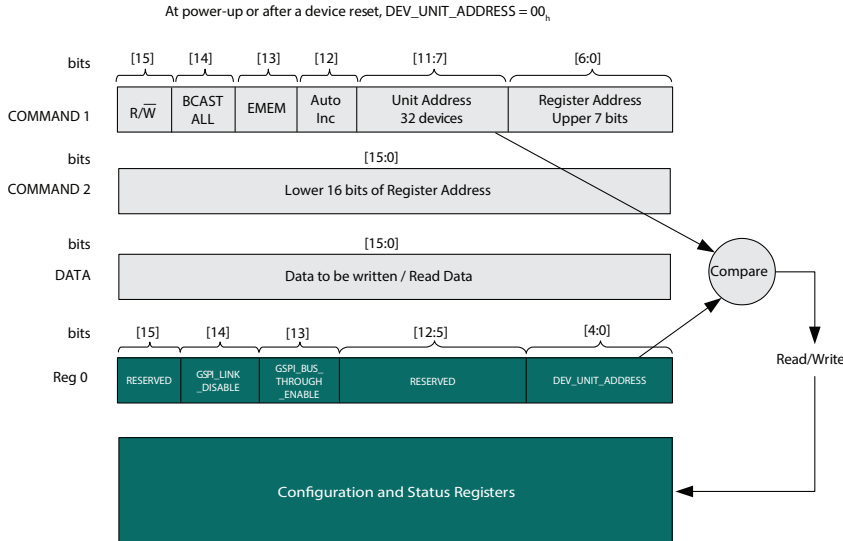 At power-up or after a device reset, DEV_UNIT_ADDRESS = 00h
bits [15] [14] [13] [12] [11:7] [6:0]
COMMAND 1
R/W̅
BCAST
ALL
EMEM
Auto
Inc
Unit Address
32 devices
Register Address
Upper 7 bits
bits [15:0]
COMMAND 2 Lower 16 bits of Register Address
bits [15:0]
DATA Data to be written / Read Data
Compare
bits [15] [14] [13] [12:5] [4:0]
Read/Write
Reg 0
RESERVED
GSPI_LINK
_DISABLE
GSPI_BUS_
THROUGH
_ENABLE
RESERVED
DEV_UNIT_ADDRESS
Configuration and Status Registers